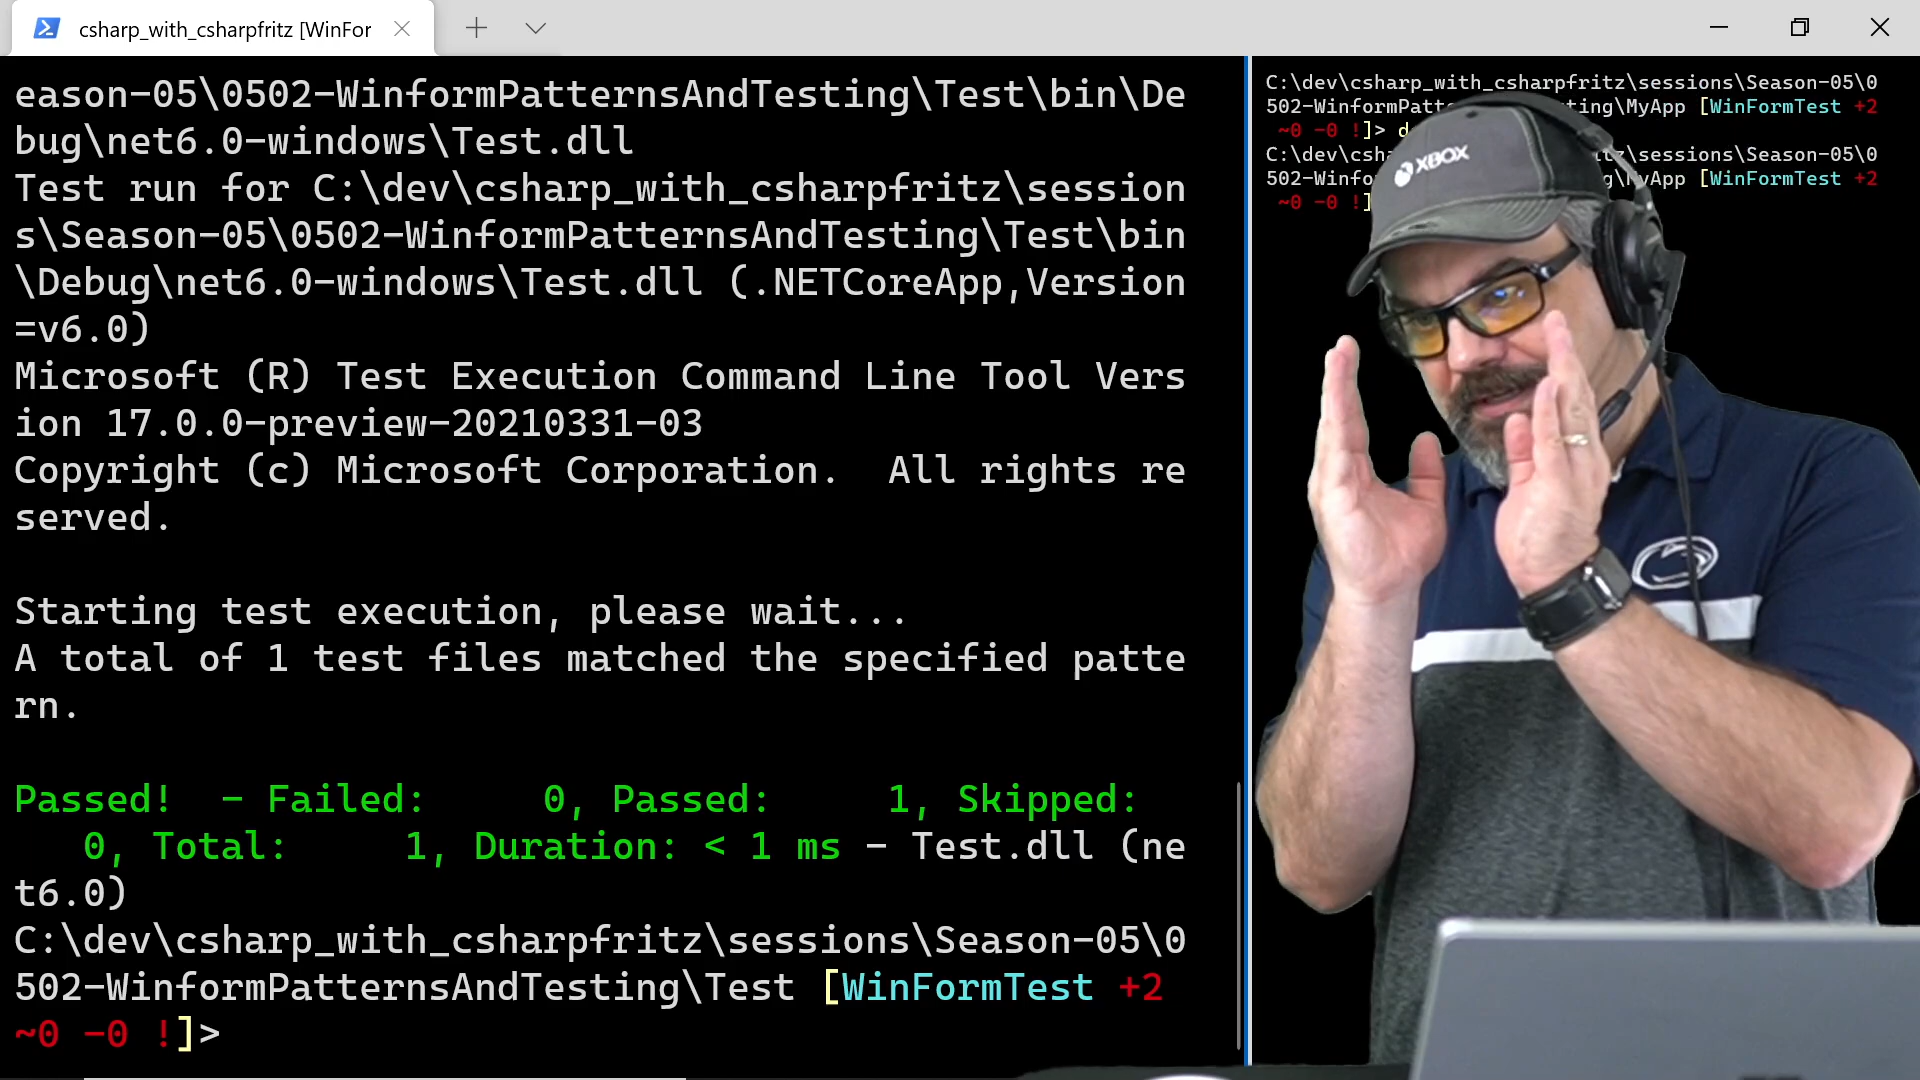 csharp_with_csharpfritz [WinFor
eason-05\0502-WinformPatternsAndTesting\Test\bin\De
bug\net6.0-windows\Test.dll
Test run for C:\dev\csharp_with_csharpfritz\session
s\Season-05\0502-WinformPatternsAndTesting\Test\bin
\Debug\net6.0-windows\Test.dll (.NETCoreApp,Version
=v6.0)
Microsoft (R) Test Execution Command Line Tool Vers
ion 17.0.0-preview-20210331-03
Copyright (c) Microsoft Corporation.  All rights re
served.
Starting test execution, please wait...
A total of 1 test files matched the specified patte
rn.
Passed!  - Failed:     0, Passed:     1, Skipped:
0, Total:     1, Duration: < 1 ms - Test.dll (ne
t6.0)
C:\dev\csharp_with_csharpfritz\sessions\Season-05\0
502-WinformPatternsAndTesting\Test [WinFormTest +2
~0 -0 !]>
C:\dev\csharp_with_csharpfritz\sessions\Season-05\0
502-WinformPatte ting\MyApp [WinFormTest +2
~0 -0 !]> d
C:\dev\csha tz\sessions\Season-05\0
502-Winfo g\MyApp [WinFormTest +2
~0 -0 !]
XBOX